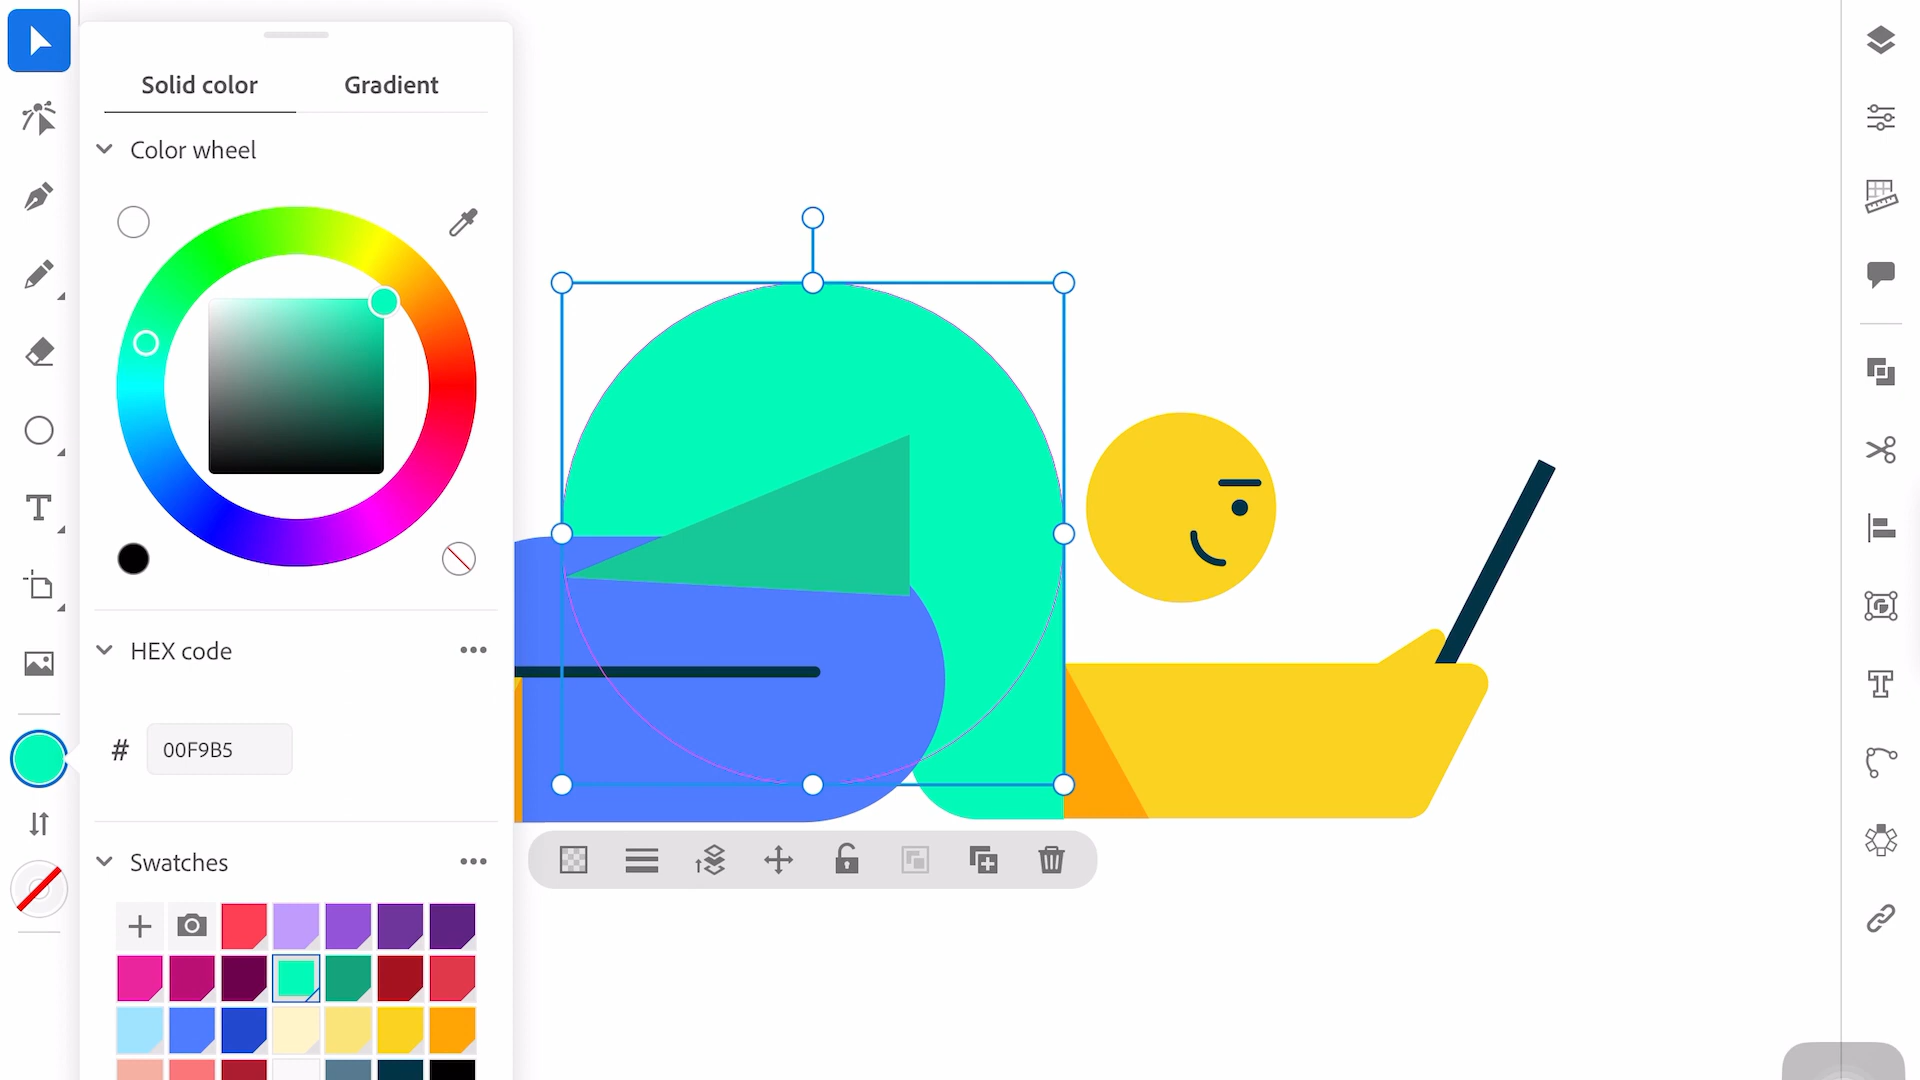 Solid color
Gradient
Color wheel
HEX code
# 00F9B5
Swatches